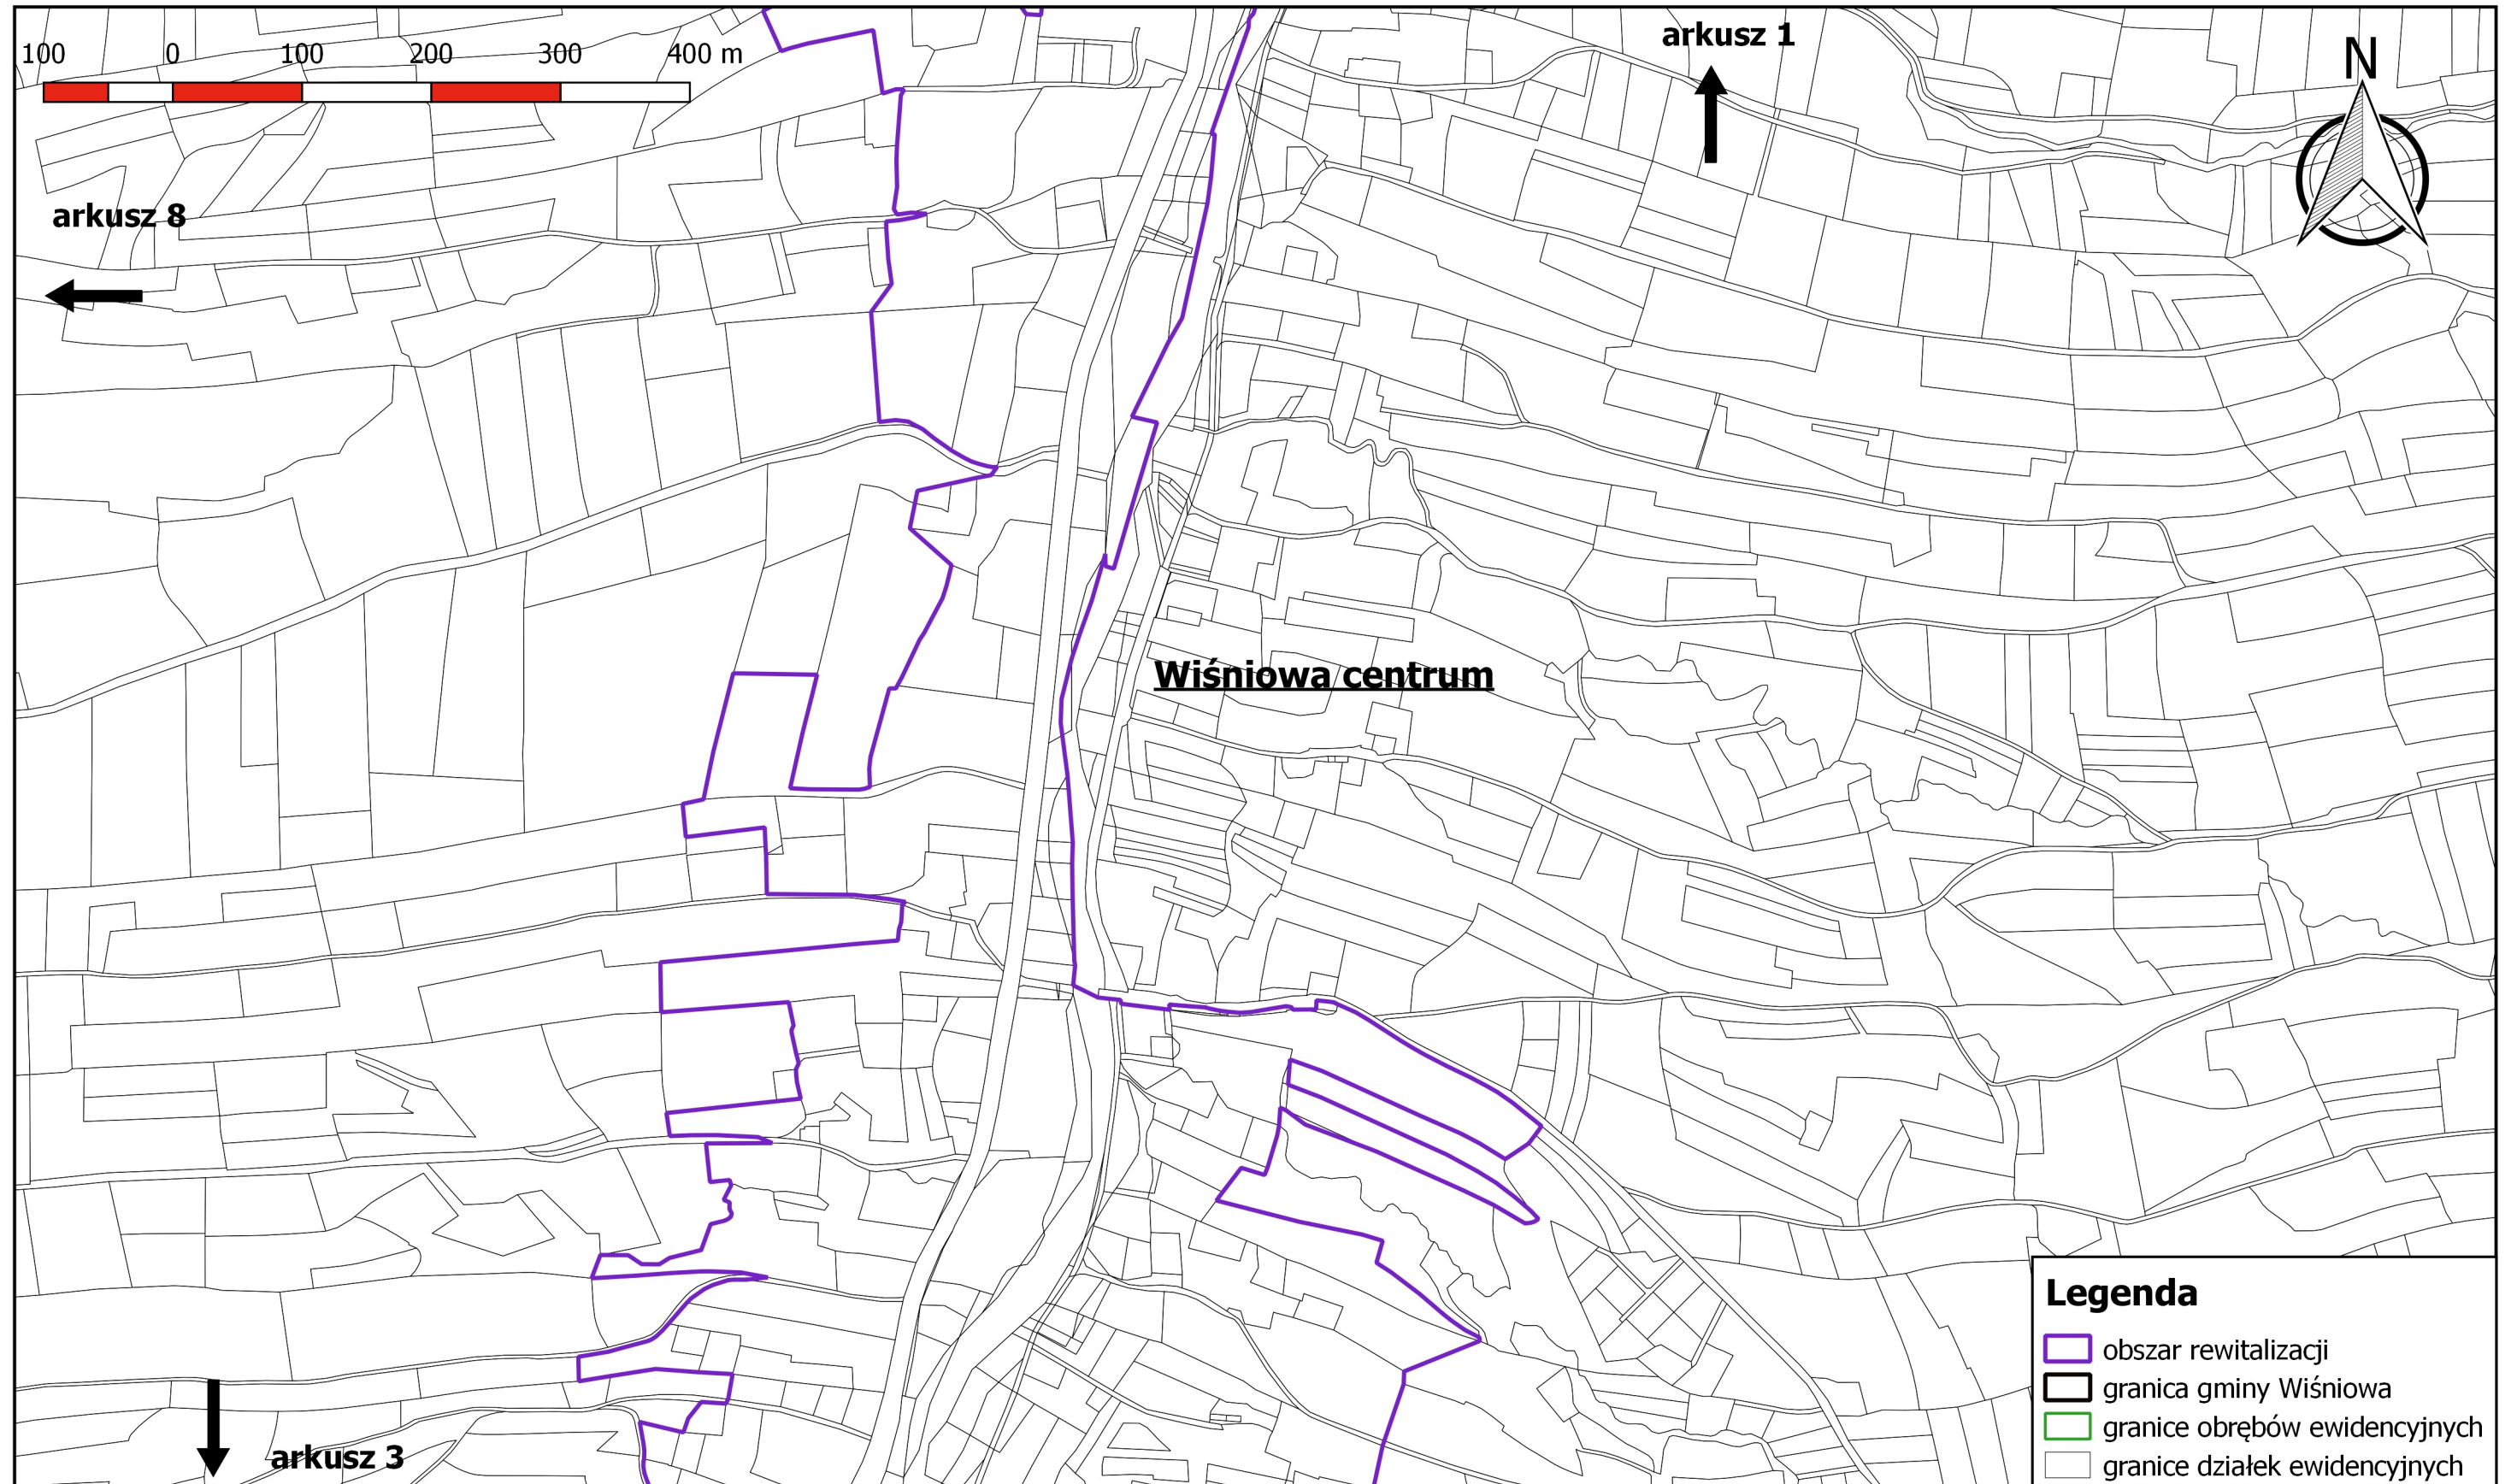 arkusz 1
N
100 0 100 200 300 400 m
arkusz 8
Wiśniowa centrum
Legenda
obszar rewitalizacji
granica gminy Wiśniowa
granice obrębów ewidencyjnych
granice działek ewidencyjnych
arkusz 3